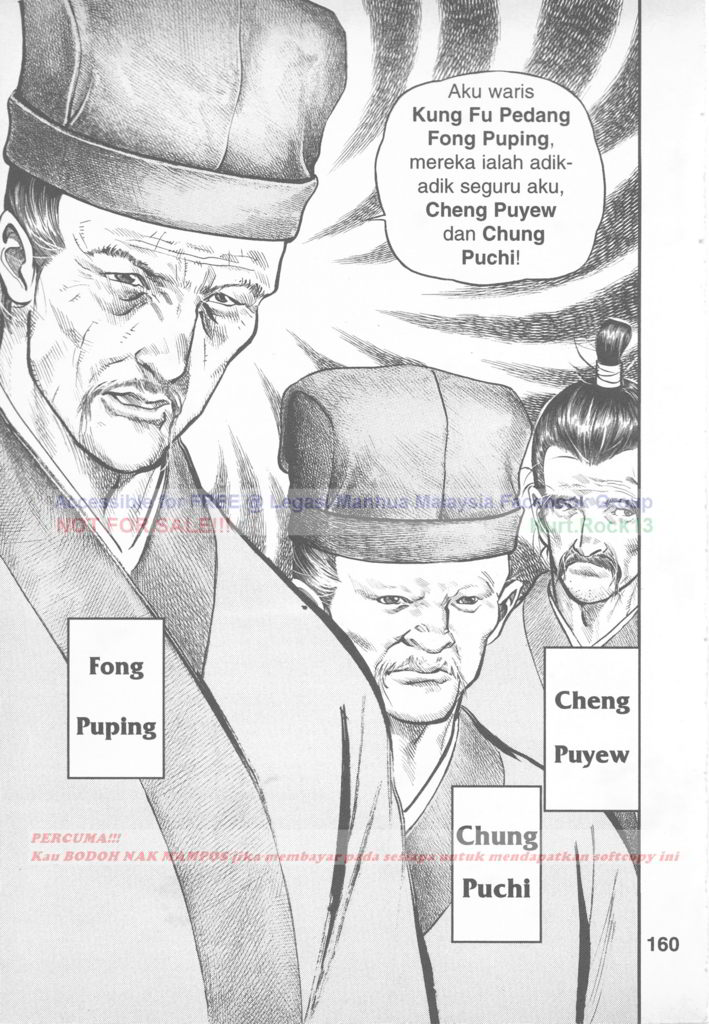 Aku waris
Kung Fu Pedang
Fong Puping,
mereka ialah adik-
adik seguru aku,
Cheng Puyew
dan Chung
Puchi!
Accessible for FREE @ Legasi Manhua Malaysia Facebook Group
NOT FOR SALE!!!
Kurt.Rock13
Fong
Puping
Cheng
Puyew
Chung
Puchi
PERCUMA!!!
Kau BODOH NAK MAMPOS jika membayar pada sesiapa untuk mendapatkan softcopy ini
160